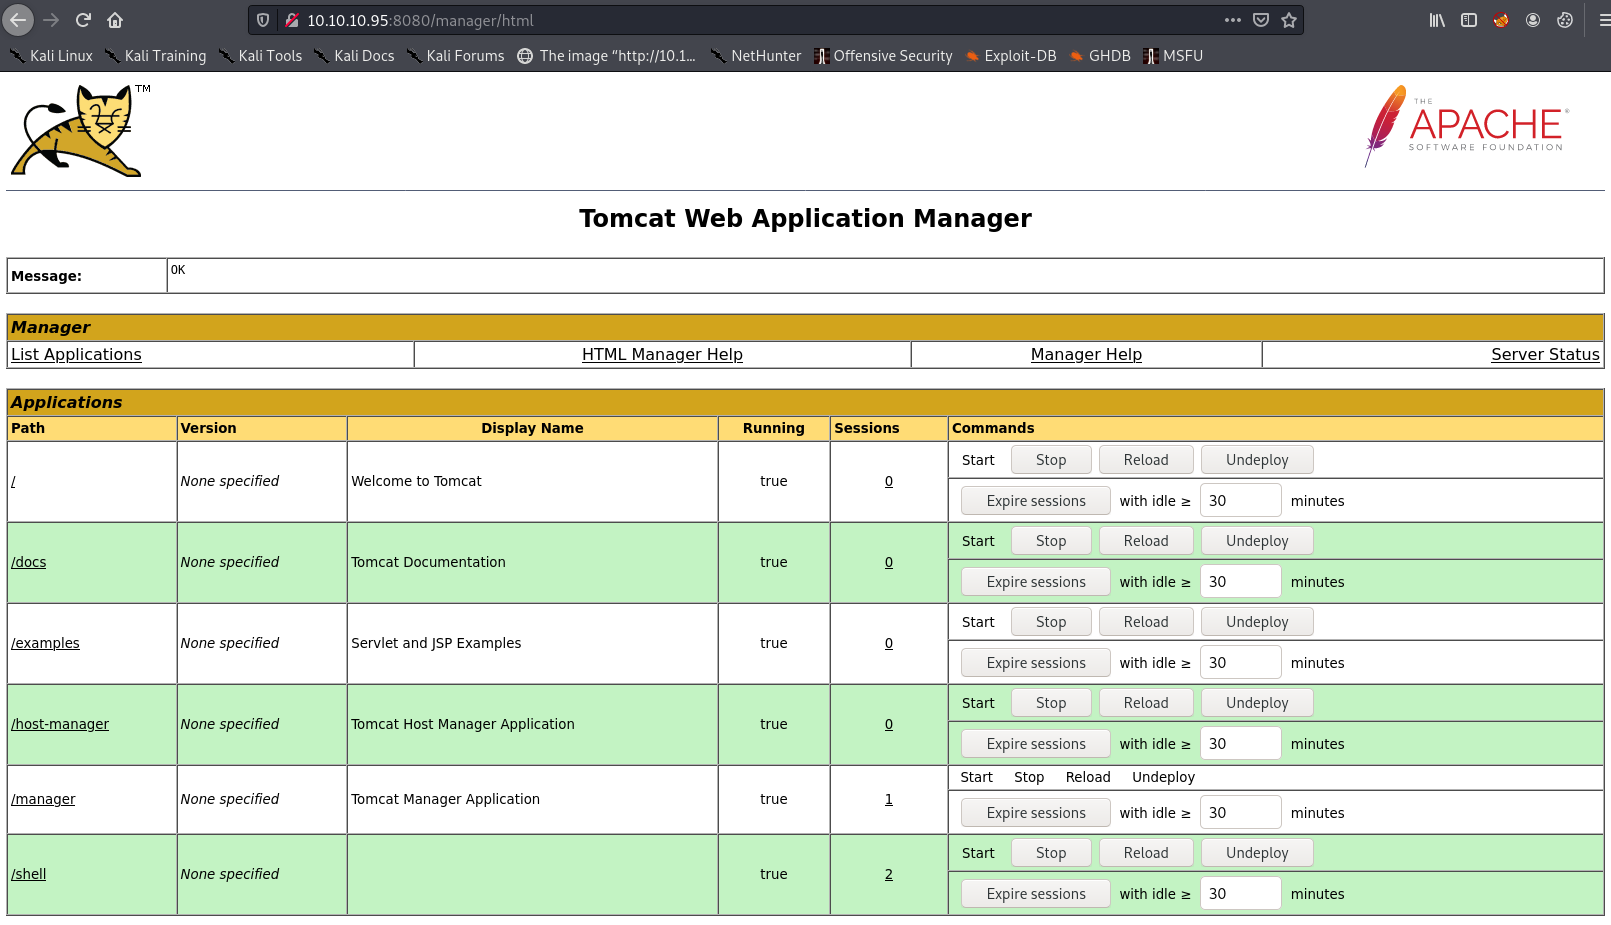 10.10.10.95:8080/manager/html
Kali Linux Kali Training Kali Tools Kali Docs Kali Forums The image “http://10.1... NetHunter Offensive Security Exploit-DB GHDB MSFU
TM
THE
APACHE®
SOFTWARE FOUNDATION
Tomcat Web Application Manager
Message: OK
Manager
List Applications HTML Manager Help Manager Help Server Status
Applications
Path Version Display Name Running Sessions Commands
/ None specified Welcome to Tomcat true 0 Start Stop Reload Undeploy
Expire sessions with idle ≥ 30 minutes
/docs None specified Tomcat Documentation true 0 Start Stop Reload Undeploy
Expire sessions with idle ≥ 30 minutes
/examples None specified Servlet and JSP Examples true 0 Start Stop Reload Undeploy
Expire sessions with idle ≥ 30 minutes
/host-manager None specified Tomcat Host Manager Application true 0 Start Stop Reload Undeploy
Expire sessions with idle ≥ 30 minutes
/manager None specified Tomcat Manager Application true 1 Start Stop Reload Undeploy
Expire sessions with idle ≥ 30 minutes
/shell None specified true 2 Start Stop Reload Undeploy
Expire sessions with idle ≥ 30 minutes